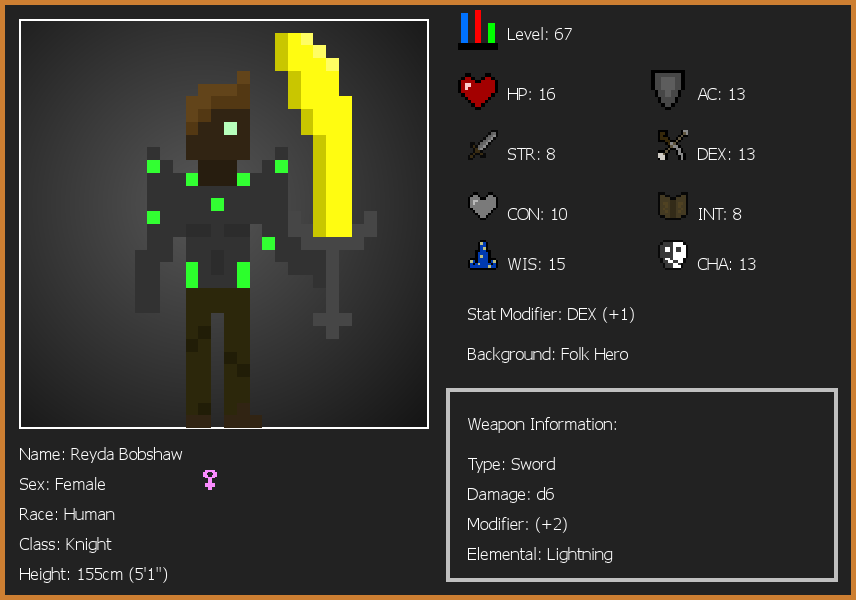 Level: 67
HP: 16
AC: 13
STR: 8
DEX: 13
CON: 10
INT: 8
WIS: 15
CHA: 13
Stat Modifier: DEX (+1)
Background: Folk Hero
Weapon Information:
Type: Sword
Damage: d6
Modifier: (+2)
Elemental: Lightning
Name: Reyda Bobshaw
Sex: Female
Race: Human
Class: Knight
Height: 155cm (5'1")